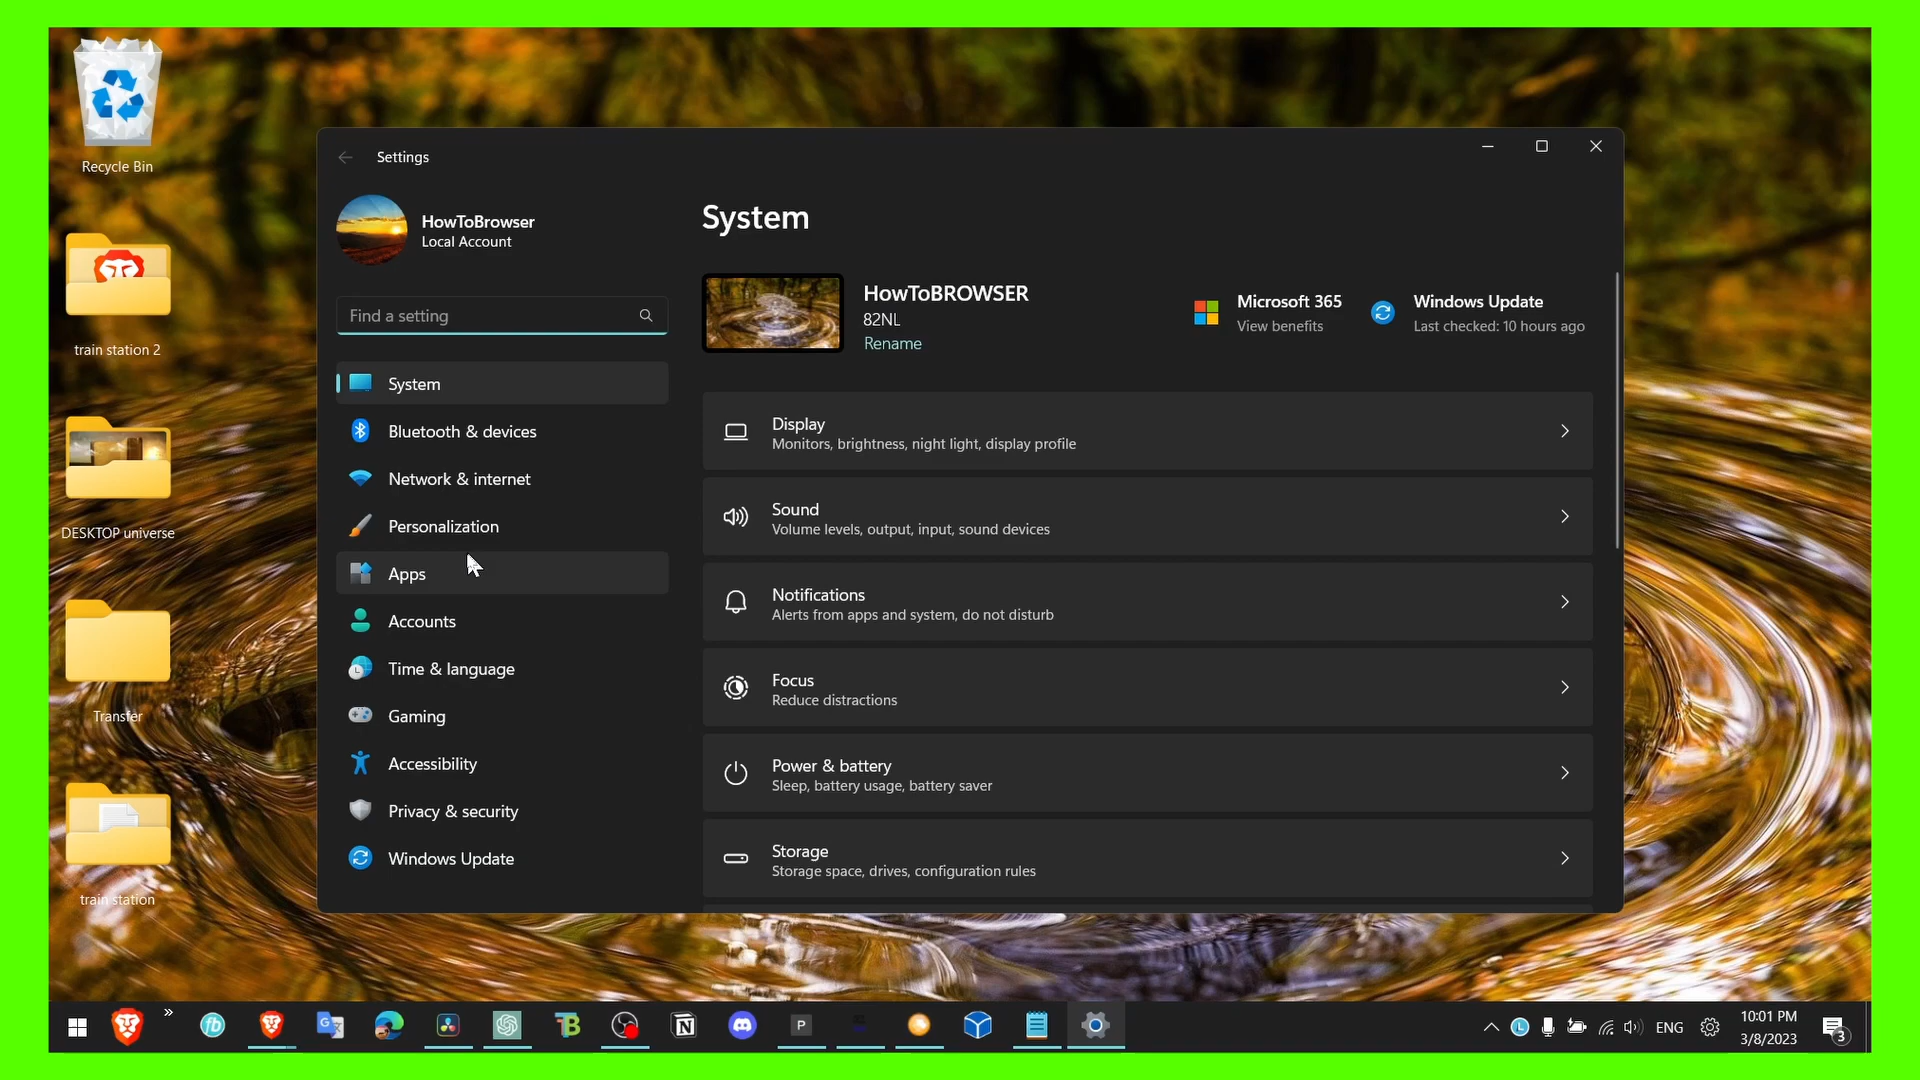 Recycle Bin
train station 2
DESKTOP universe
Transfer
train station
Settings
HowToBrowser
Local Account
Find a setting
System
Bluetooth & devices
Network & internet
Personalization
Apps
Accounts
Time & language
Gaming
Accessibility
Privacy & security
Windows Update
System
HowToBROWSER
82NL
Rename
Microsoft 365
View benefits
Windows Update
Last checked: 10 hours ago
Display
Monitors, brightness, night light, display profile
Sound
Volume levels, output, input, sound devices
Notifications
Alerts from apps and system, do not disturb
Focus
Reduce distractions
Power & battery
Sleep, battery usage, battery saver
Storage
Storage space, drives, configuration rules
»
fb
G
TB
N
P
L
ENG
10:01 PM
3/8/2023
3